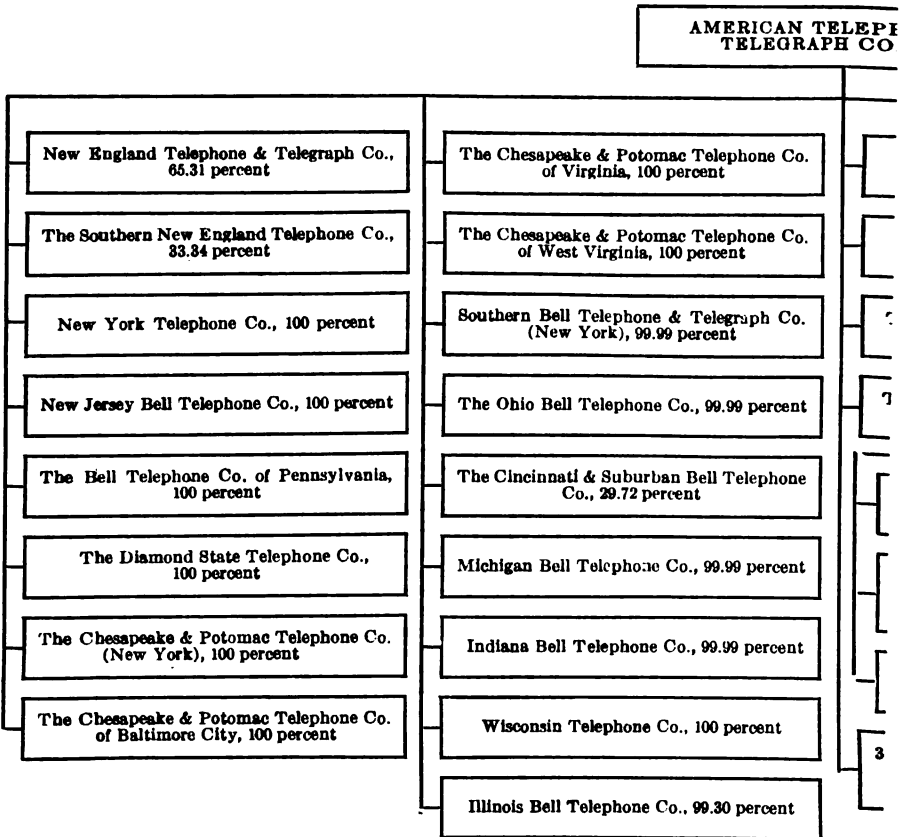 AMERICAN TELEPH
TELEGRAPH CO.
New England Telephone & Telegraph Co.,
65.31 percent
The Southern New England Telephone Co.,
33.34 percent
New York Telephone Co., 100 percent
New Jersey Bell Telephone Co., 100 percent
The Bell Telephone Co. of Pennsylvania,
100 percent
The Diamond State Telephone Co.,
100 percent
The Chesapeake & Potomac Telephone Co.
(New York), 100 percent
The Chesapeake & Potomac Telephone Co.
of Baltimore City, 100 percent
The Chesapeake & Potomac Telephone Co.
of Virginia, 100 percent
The Chesapeake & Potomac Telephone Co.
of West Virginia, 100 percent
Southern Bell Telephone & Telegraph Co.
(New York), 99.99 percent
The Ohio Bell Telephone Co., 99.99 percent
The Cincinnati & Suburban Bell Telephone
Co., 29.72 percent
Michigan Bell Telephone Co., 99.99 percent
Indiana Bell Telephone Co., 99.99 percent
Wisconsin Telephone Co., 100 percent
Illinois Bell Telephone Co., 99.30 percent
3